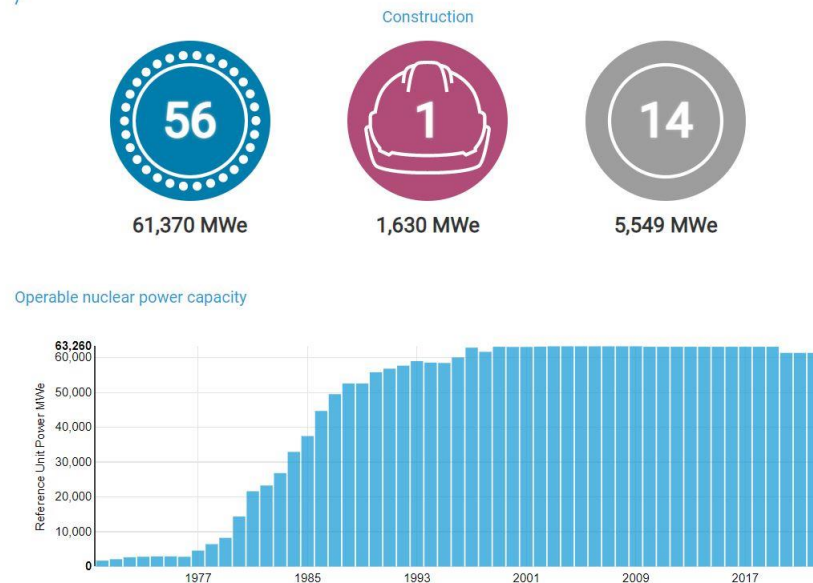 Construction
56
1
14
61,370 MWe
1,630 MWe
5,549 MWe
Operable nuclear power capacity
Reference Unit Power MWe
63,260
60,000
50,000
40,000
30,000
20,000
10,000
0
1977
1985
1993
2001
2009
2017